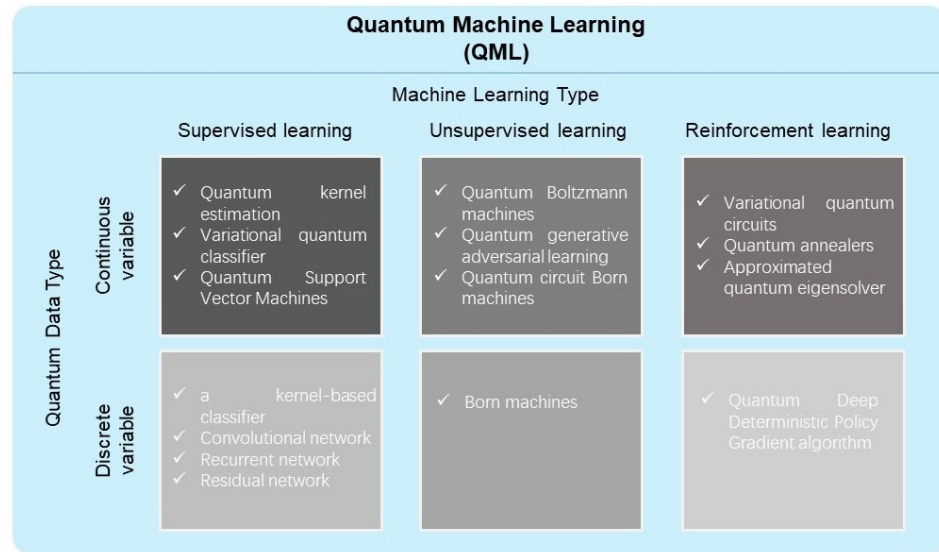 Quantum Machine Learning
(QML)
Machine Learning Type
Supervised learning
Unsupervised learning
Reinforcement learning
Quantum Data Type
Continuous
variable
✓ Quantum kernel
estimation
✓ Variational quantum
classifier
✓ Quantum Support
Vector Machines
✓ Quantum Boltzmann
machines
✓ Quantum generative
adversarial learning
✓ Quantum circuit Born
machines
✓ Variational quantum
circuits
✓ Quantum annealers
✓ Approximated
quantum eigensolver
Discrete
variable
✓ a kernel-based
classifier
✓ Convolutional network
✓ Recurrent network
✓ Residual network
✓ Born machines
✓ Quantum Deep
Deterministic Policy
Gradient algorithm